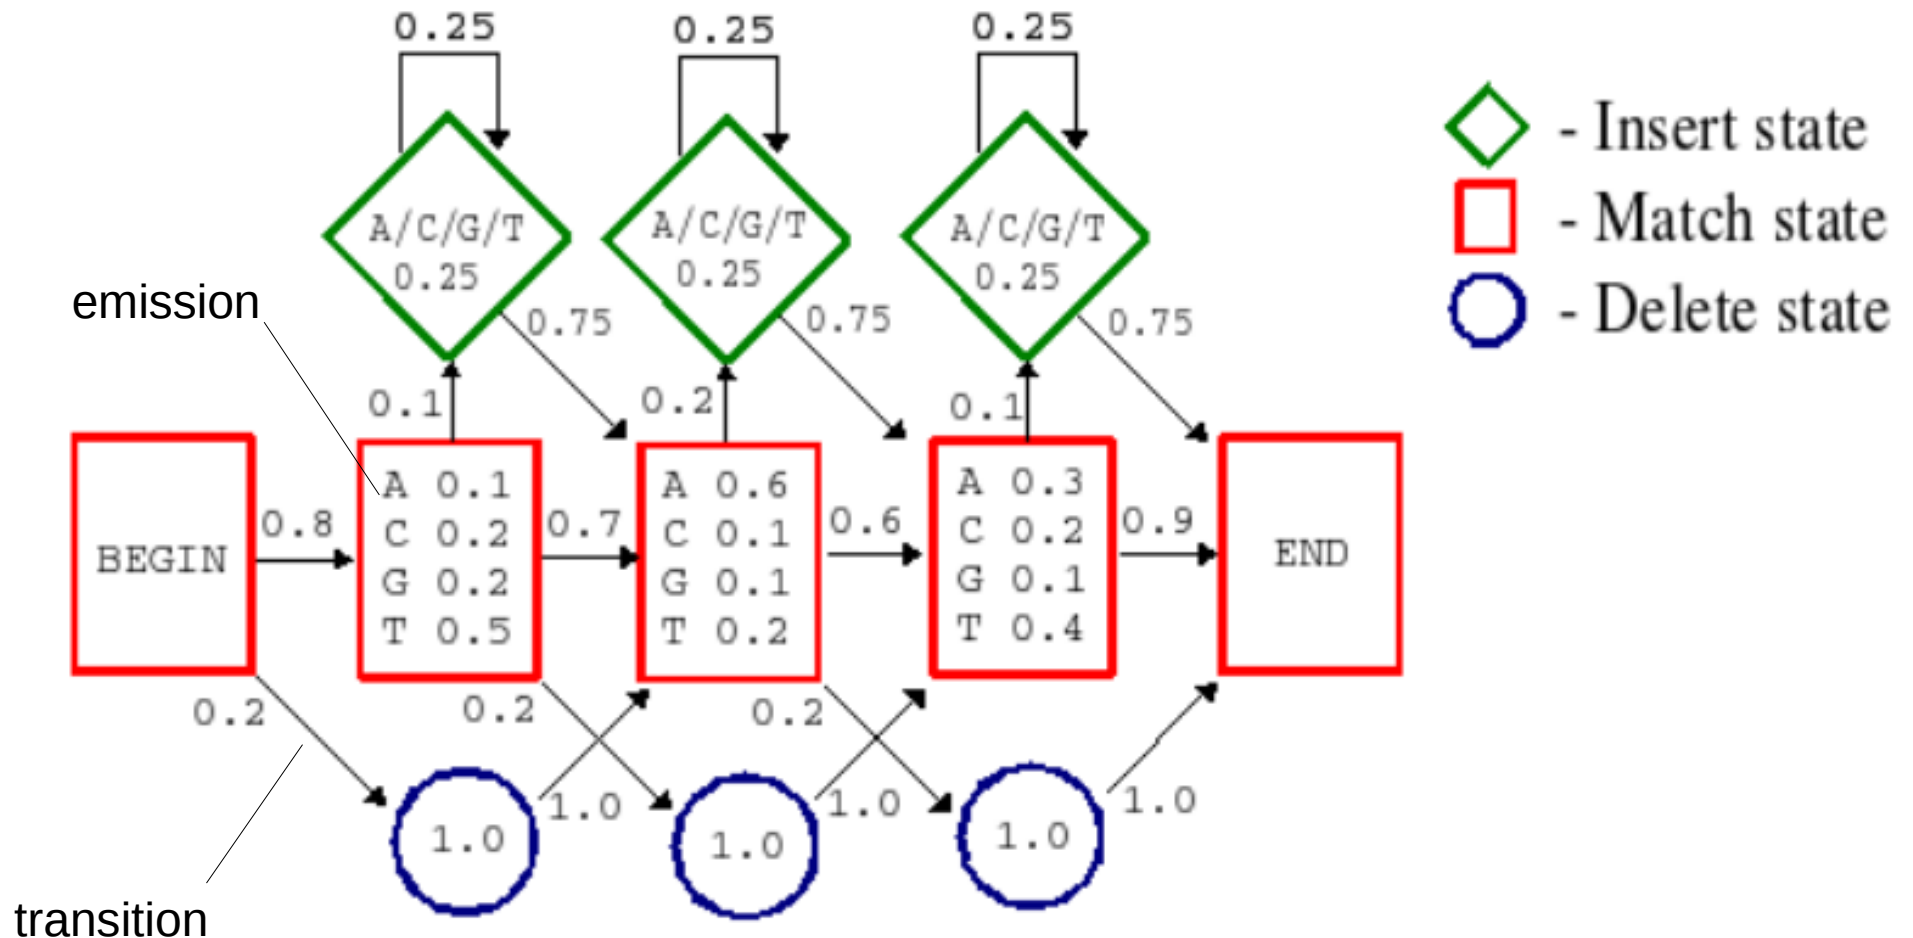 0.25
0.25
0.25
A/C/G/T
0.25
A/C/G/T
0.25
A/C/G/T
0.25
- Insert state
- Match state
- Delete state
emission
0.75
0.75
0.75
0.1
0.2
0.1
BEGIN
0.8
A 0.1
C 0.2
G 0.2
T 0.5
0.7
A 0.6
C 0.1
G 0.1
T 0.2
0.6
A 0.3
C 0.2
G 0.1
T 0.4
0.9
END
0.2
0.2
0.2
1.0
1.0
1.0
1.0
1.0
1.0
transition